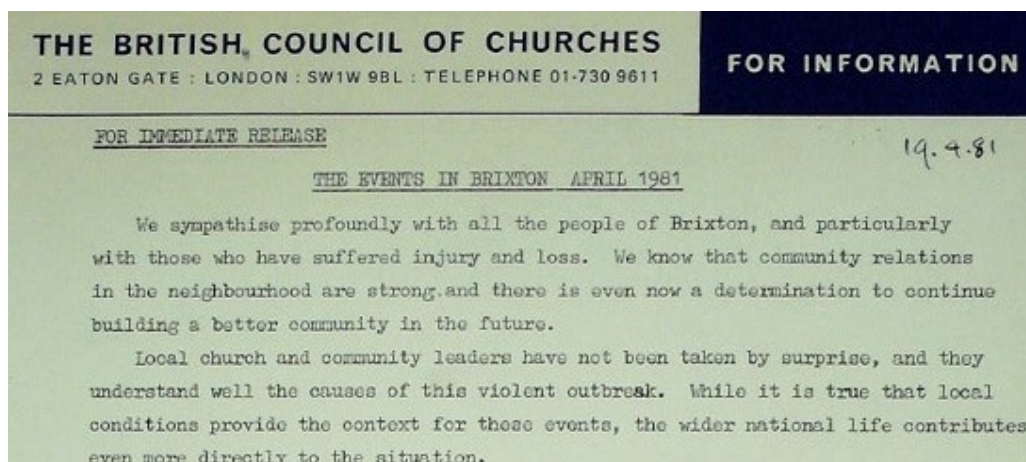 THE BRITISH COUNCIL OF CHURCHES
2 EATON GATE : LONDON : SW1W 9BL : TELEPHONE 01-730 9611
FOR INFORMATION
FOR IMMEDIATE RELEASE
19.4.81
THE EVENTS IN BRIXTON APRIL 1981
We sympathise profoundly with all the people of Brixton, and particularly
with those who have suffered injury and loss. We know that community relations
in the neighbourhood are strong.and there is even now a determination to continue
building a better community in the future.
Local church and community leaders have not been taken by surprise, and they
understand well the causes of this violent outbreak. While it is true that local
conditions provide the context for these events, the wider national life contributes
even more directly to the situation.